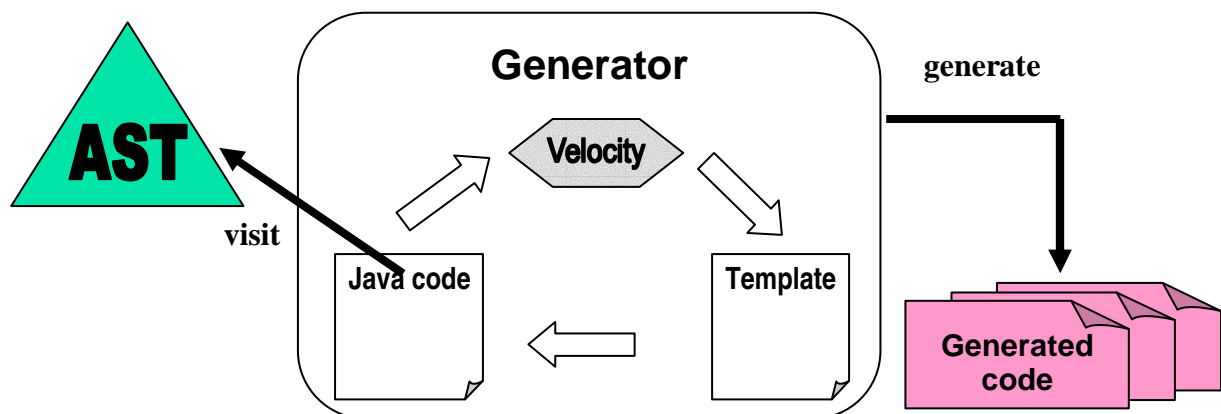 Generator
generate
AST
Velocity
visit
Java code
Template
Generated
code